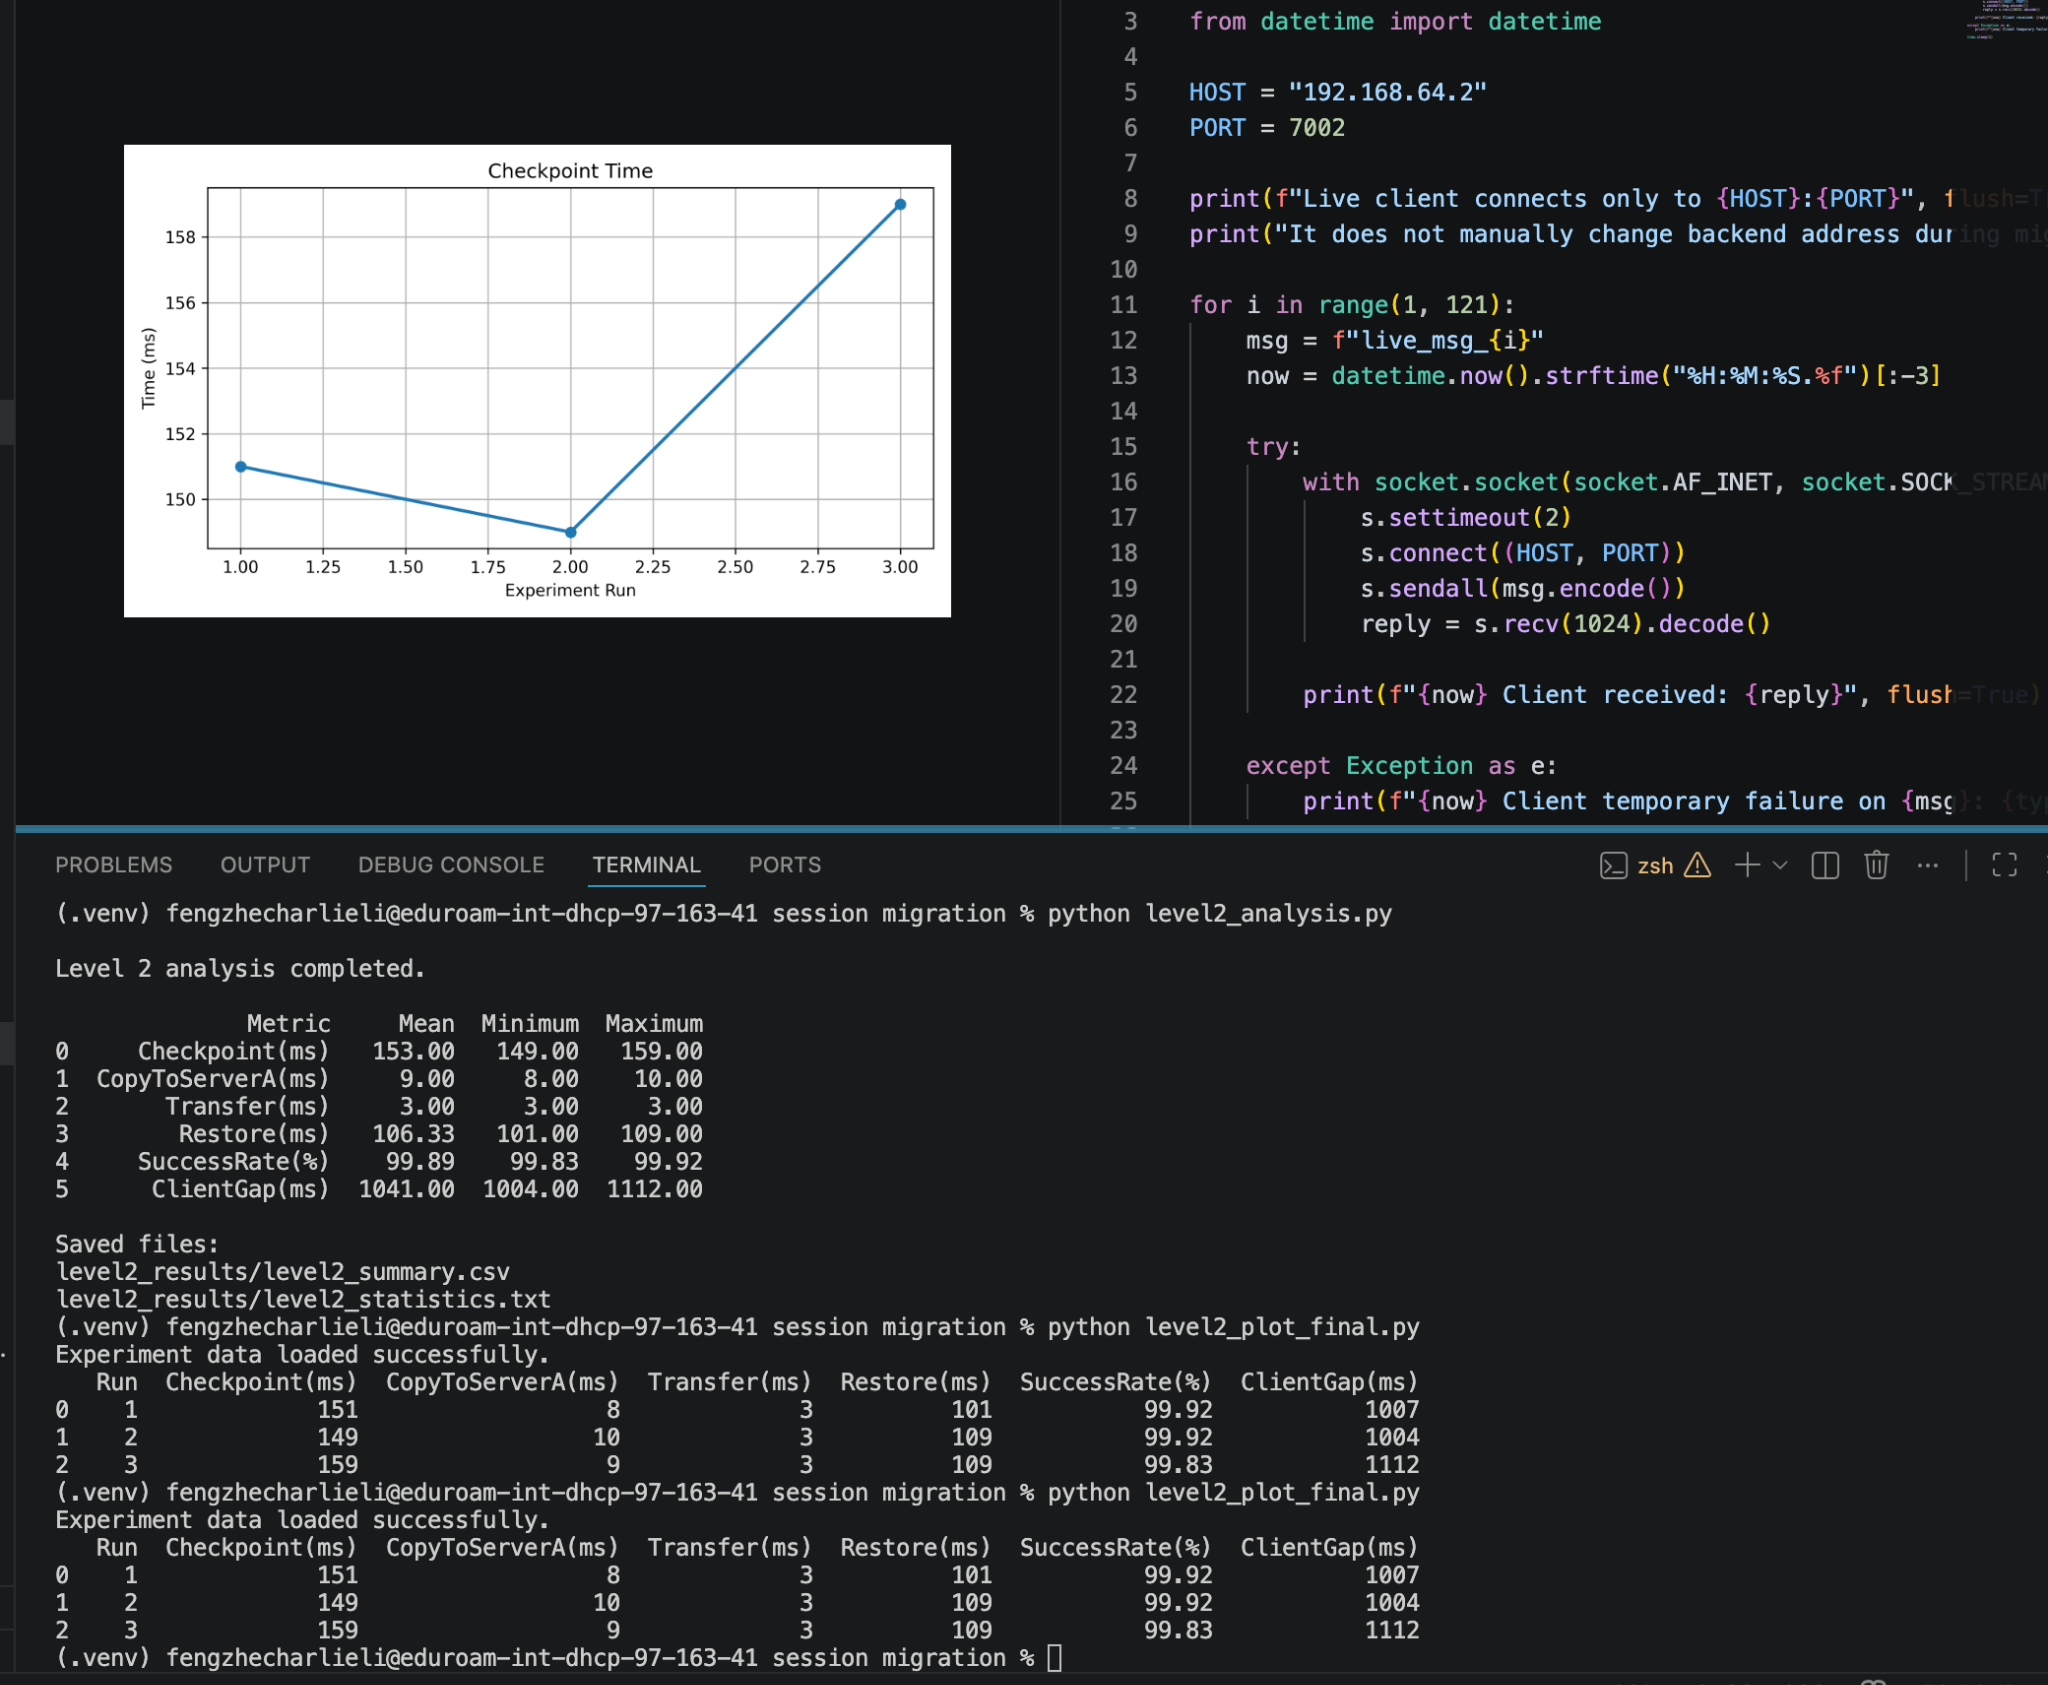 Checkpoint Time
158
156
154
152
150
Time (ms)
1.00 1.25 1.50 1.75 2.00 2.25 2.50 2.75 3.00
Experiment Run
3 from datetime import datetime
4
5 HOST = "192.168.64.2"
6 PORT = 7002
7
8 print(f"Live client connects only to {HOST}:{PORT}", flush=T
9 print("It does not manually change backend address during mi
10
11 for i in range(1, 121):
12 msg = f"live_msg_{i}"
13 now = datetime.now().strftime("%H:%M:%S.%f")[:-3]
14
15 try:
16 with socket.socket(socket.AF_INET, socket.SOCK_STREA
17 s.settimeout(2)
18 s.connect((HOST, PORT))
19 s.sendall(msg.encode())
20 reply = s.recv(1024).decode()
21
22 print(f"{now} Client received: {reply}", flush=True)
23
24 except Exception as e:
25 print(f"{now} Client temporary failure on {msg}: {ty
PROBLEMS OUTPUT DEBUG CONSOLE TERMINAL PORTS
zsh
(.venv) fengzhecharlieli@eduroam-int-dhcp-97-163-41 session migration % python level2_analysis.py
Level 2 analysis completed.
Metric Mean Minimum Maximum
0 Checkpoint(ms) 153.00 149.00 159.00
1 CopyToServerA(ms) 9.00 8.00 10.00
2 Transfer(ms) 3.00 3.00 3.00
3 Restore(ms) 106.33 101.00 109.00
4 SuccessRate(%) 99.89 99.83 99.92
5 ClientGap(ms) 1041.00 1004.00 1112.00
Saved files:
level2_results/level2_summary.csv
level2_results/level2_statistics.txt
(.venv) fengzhecharlieli@eduroam-int-dhcp-97-163-41 session migration % python level2_plot_final.py
Experiment data loaded successfully.
Run Checkpoint(ms) CopyToServerA(ms) Transfer(ms) Restore(ms) SuccessRate(%) ClientGap(ms)
0 1 151 8 3 101 99.92 1007
1 2 149 10 3 109 99.92 1004
2 3 159 9 3 109 99.83 1112
(.venv) fengzhecharlieli@eduroam-int-dhcp-97-163-41 session migration % python level2_plot_final.py
Experiment data loaded successfully.
Run Checkpoint(ms) CopyToServerA(ms) Transfer(ms) Restore(ms) SuccessRate(%) ClientGap(ms)
0 1 151 8 3 101 99.92 1007
1 2 149 10 3 109 99.92 1004
2 3 159 9 3 109 99.83 1112
(.venv) fengzhecharlieli@eduroam-int-dhcp-97-163-41 session migration %